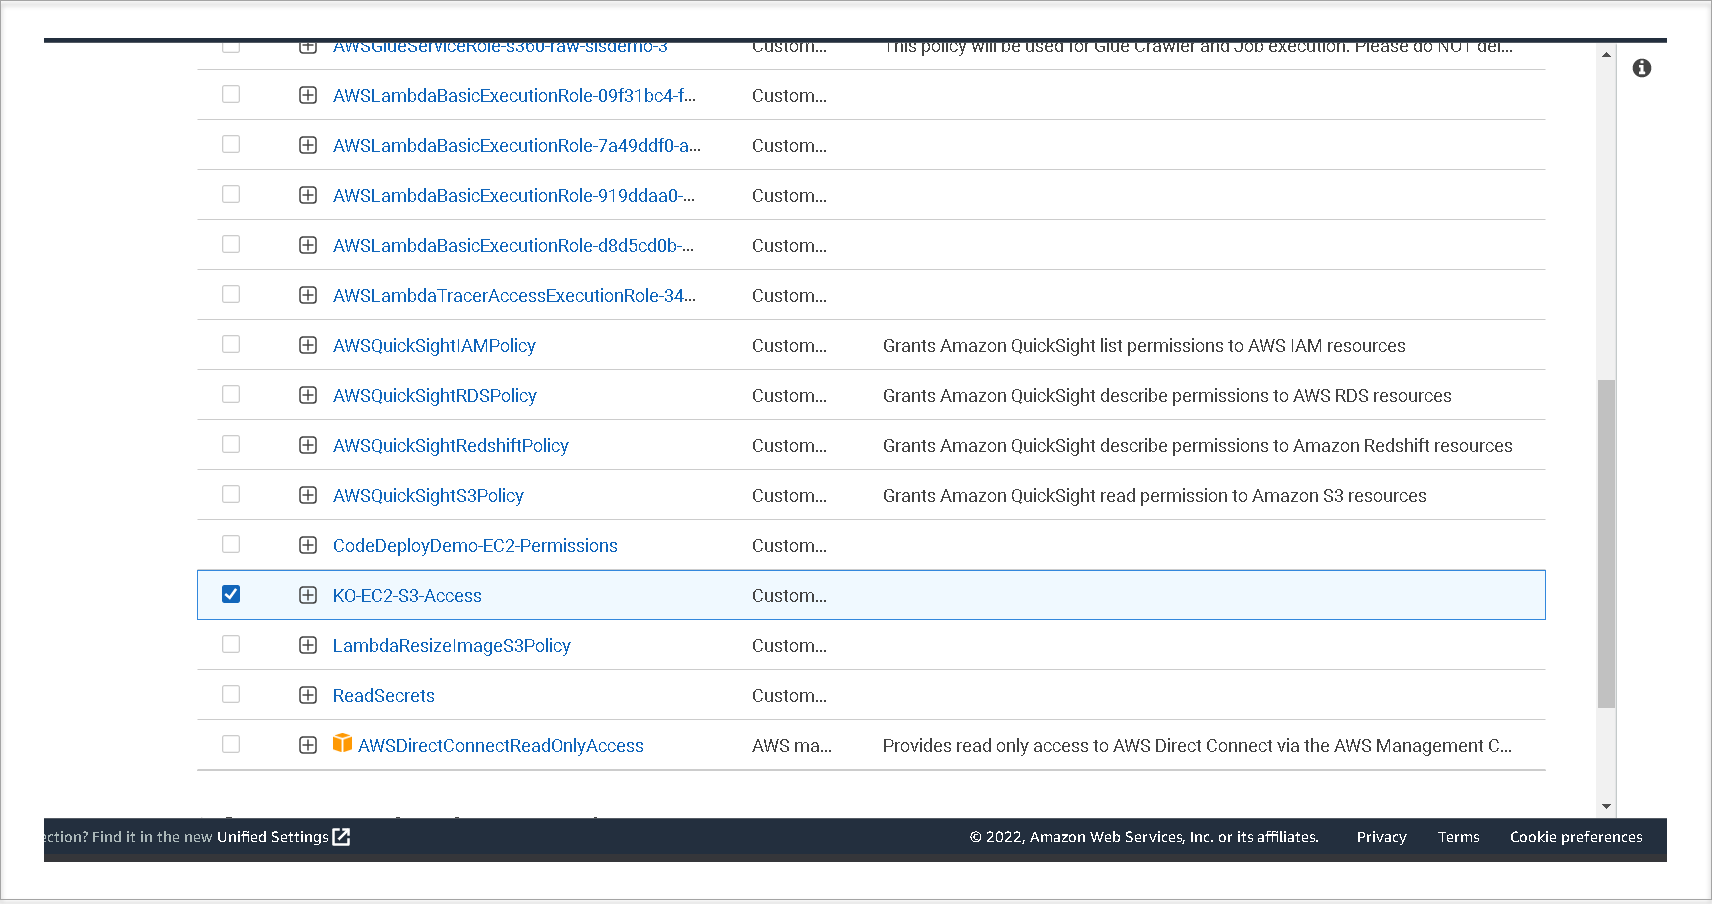 AWSGlueServiceRole-s360-raw-sisdemo-3 Custom... This policy will be used for Glue Crawler and Job execution. Please do NOT del...
AWSLambdaBasicExecutionRole-09f31bc4-f... Custom...
AWSLambdaBasicExecutionRole-7a49ddf0-a... Custom...
AWSLambdaBasicExecutionRole-919ddaa0-... Custom...
AWSLambdaBasicExecutionRole-d8d5cd0b-... Custom...
AWSLambdaTracerAccessExecutionRole-34... Custom...
AWSQuickSightIAMPolicy Custom... Grants Amazon QuickSight list permissions to AWS IAM resources
AWSQuickSightRDSPolicy Custom... Grants Amazon QuickSight describe permissions to AWS RDS resources
AWSQuickSightRedshiftPolicy Custom... Grants Amazon QuickSight describe permissions to Amazon Redshift resources
AWSQuickSightS3Policy Custom... Grants Amazon QuickSight read permission to Amazon S3 resources
CodeDeployDemo-EC2-Permissions Custom...
KO-EC2-S3-Access Custom...
LambdaResizeImageS3Policy Custom...
ReadSecrets Custom...
AWSDirectConnectReadOnlyAccess AWS ma... Provides read only access to AWS Direct Connect via the AWS Management C...
ection? Find it in the new Unified Settings © 2022, Amazon Web Services, Inc. or its affiliates. Privacy Terms Cookie preferences